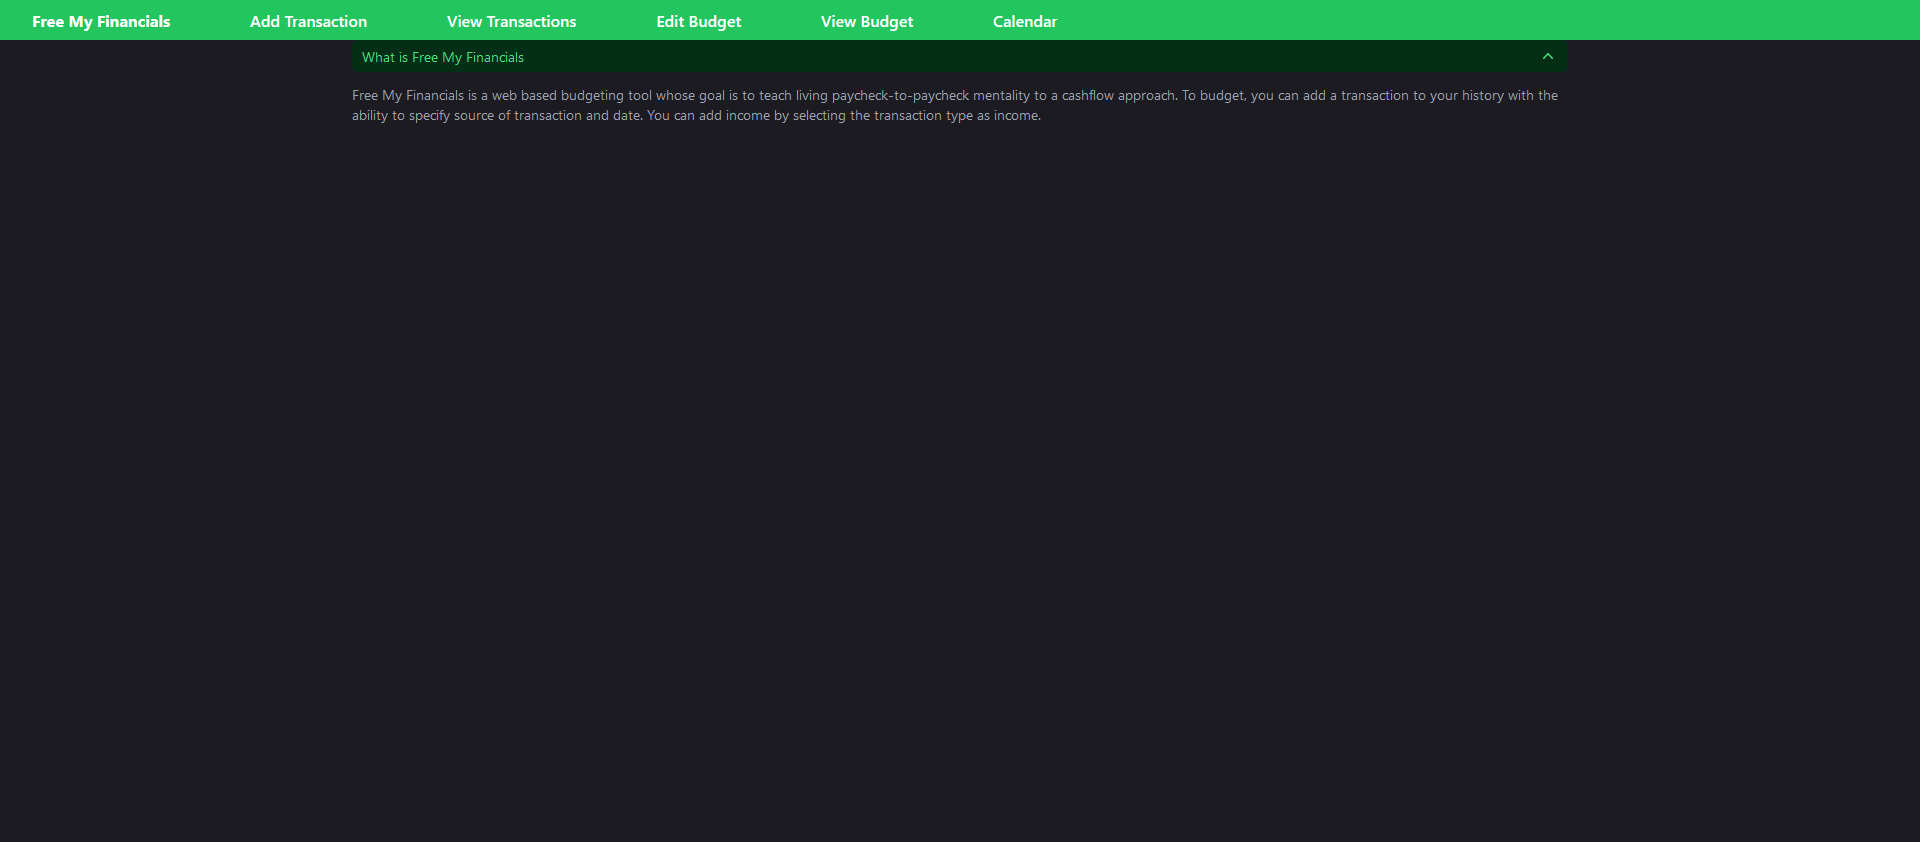 Free My Financials Add Transaction View Transactions Edit Budget View Budget Calendar
What is Free My Financials
Free My Financials is a web based budgeting tool whose goal is to teach living paycheck-to-paycheck mentality to a cashflow approach. To budget, you can add a transaction to your history with the
ability to specify source of transaction and date. You can add income by selecting the transaction type as income.